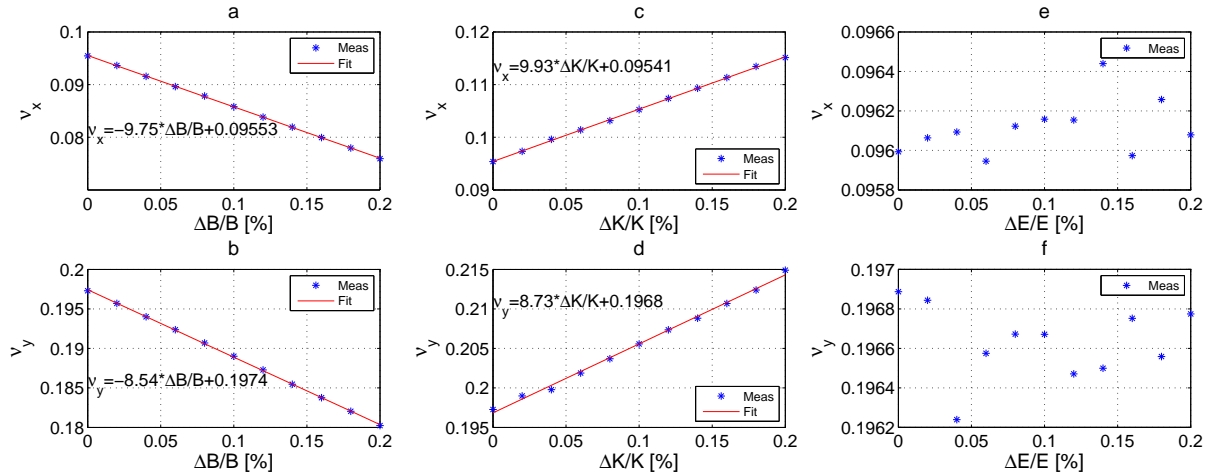 a
0.1
0.09
0.08
ν_x
Meas
Fit
ν_x=−9.75*ΔB/B+0.09553
0 0.05 0.1 0.15 0.2
ΔB/B [%]
c
0.12
0.11
0.1
0.09
ν_x
ν_x=9.93*ΔK/K+0.09541
Meas
Fit
0 0.05 0.1 0.15 0.2
ΔK/K [%]
e
0.0966
0.0964
0.0962
0.096
0.0958
ν_x
Meas
0 0.05 0.1 0.15 0.2
ΔE/E [%]
b
0.2
0.195
0.19
0.185
0.18
ν_y
Meas
Fit
ν_y=−8.54*ΔB/B+0.1974
0 0.05 0.1 0.15 0.2
ΔB/B [%]
d
0.215
0.21
0.205
0.2
0.195
ν_y
ν_y=8.73*ΔK/K+0.1968
Meas
Fit
0 0.05 0.1 0.15 0.2
ΔK/K [%]
f
0.197
0.1968
0.1966
0.1964
0.1962
ν_y
Meas
0 0.05 0.1 0.15 0.2
ΔE/E [%]